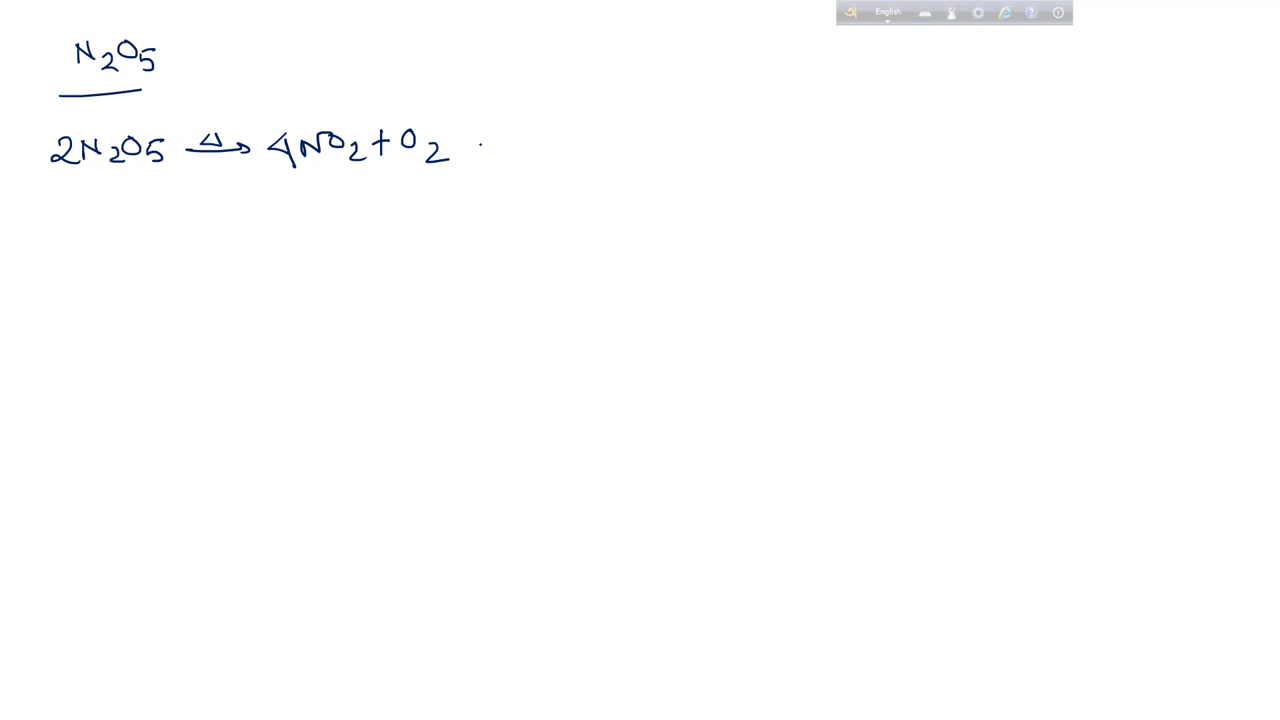 English
N₂O₅
2N₂O₅ —Δ→ 4NO₂ + O₂